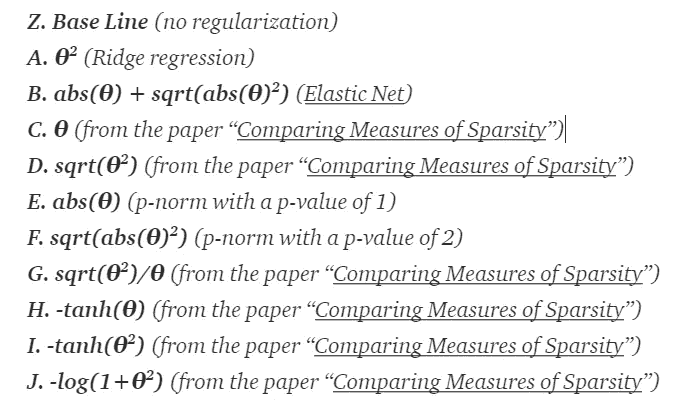 Z. Base Line (no regularization)
A. θ² (Ridge regression)
B. abs(θ) + sqrt(abs(θ)²) (Elastic Net)
C. θ (from the paper “Comparing Measures of Sparsity”)
D. sqrt(θ²) (from the paper “Comparing Measures of Sparsity”)
E. abs(θ) (p-norm with a p-value of 1)
F. sqrt(abs(θ)²) (p-norm with a p-value of 2)
G. sqrt(θ²)/θ (from the paper “Comparing Measures of Sparsity”)
H. -tanh(θ) (from the paper “Comparing Measures of Sparsity”)
I. -tanh(θ²) (from the paper “Comparing Measures of Sparsity”)
J. -log(1+θ²) (from the paper “Comparing Measures of Sparsity”)